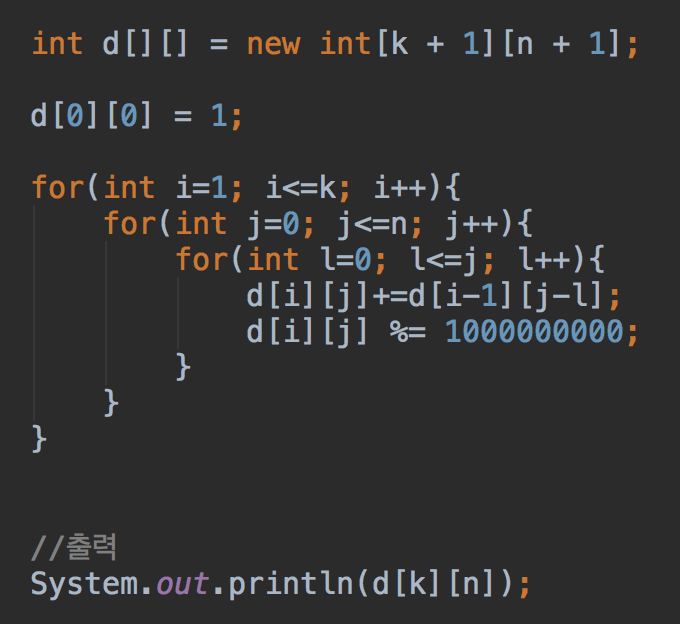 int d[][] = new int[k + 1][n + 1];
d[0][0] = 1;
for(int i=1; i<=k; i++){
for(int j=0; j<=n; j++){
for(int l=0; l<=j; l++){
d[i][j]+=d[i-1][j-l];
d[i][j] %= 1000000000;
}
}
}
//출력
System.out.println(d[k][n]);